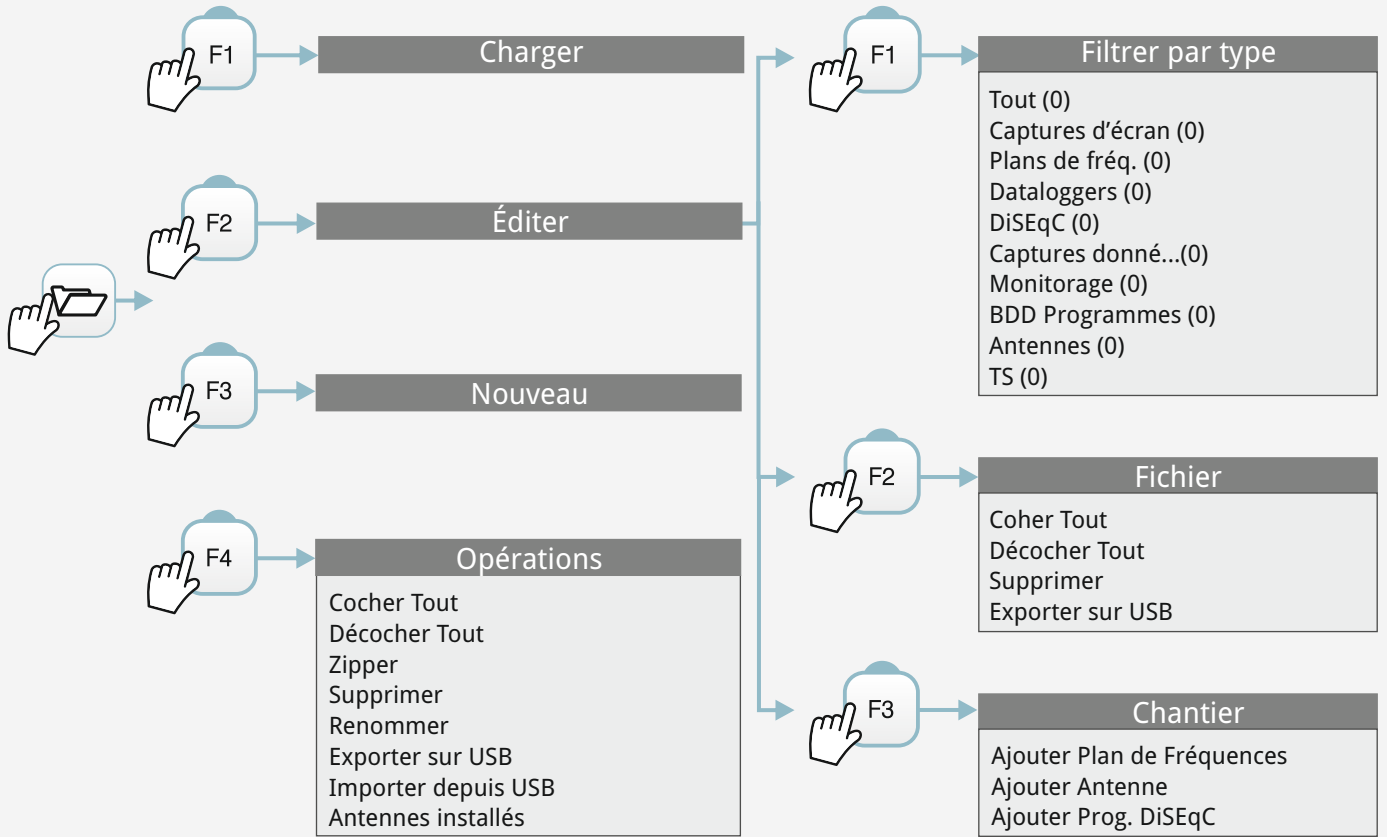 F1
Charger
F2
Éditer
F3
Nouveau
F4
Opérations
Cocher Tout
Décocher Tout
Zipper
Supprimer
Renommer
Exporter sur USB
Importer depuis USB
Antennes installés
F1
Filtrer par type
Tout (0)
Captures d’écran (0)
Plans de fréq. (0)
Dataloggers (0)
DiSEqC (0)
Captures donné...(0)
Monitorage (0)
BDD Programmes (0)
Antennes (0)
TS (0)
F2
Fichier
Coher Tout
Décocher Tout
Supprimer
Exporter sur USB
F3
Chantier
Ajouter Plan de Fréquences
Ajouter Antenne
Ajouter Prog. DiSEqC